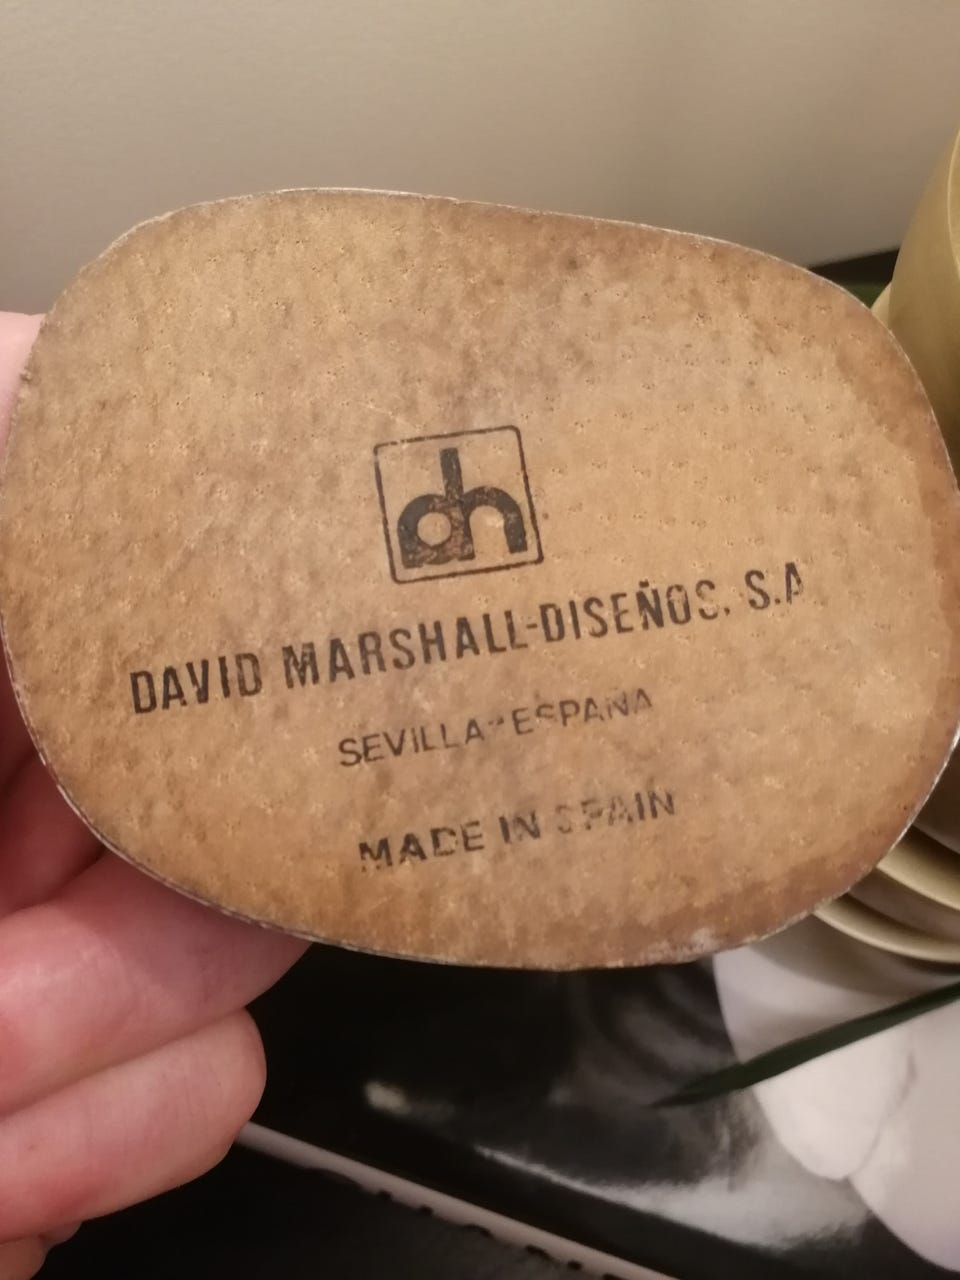 dh
DAVID MARSHALL-DISEÑOS. S.A
SEVILLA-ESPAÑA
MADE IN SPAIN